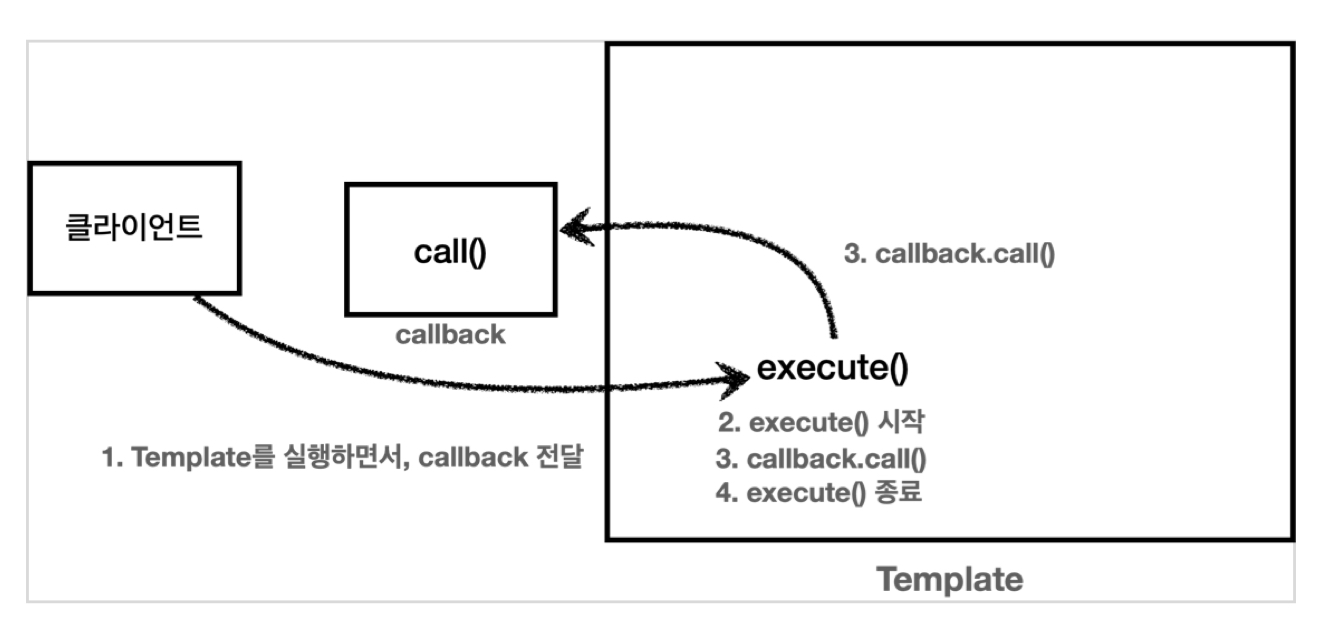 클라이언트
call()
callback
3. callback.call()
execute()
2. execute() 시작
3. callback.call()
4. execute() 종료
1. Template를 실행하면서, callback 전달
Template